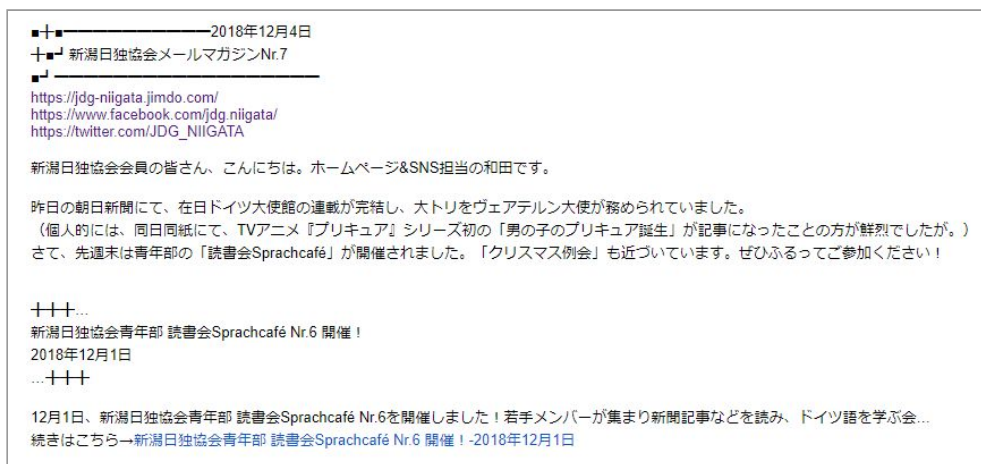 ■╋■━━━━━━━━━━━━2018年12月4日
╋■┛新潟日独協会メールマガジンNr.7
■┛━━━━━━━━━━━━━━━━━━━━━
https://jdg-niigata.jimdo.com/
https://www.facebook.com/jdg.niigata/
https://twitter.com/JDG_NIIGATA
新潟日独協会会員の皆さん、こんにちは。ホームページ&SNS担当の和田です。
昨日の朝日新聞にて、在日ドイツ大使館の連載が完結し、大トリをヴェアテルン大使が務められていました。
（個人的には、同日同紙にて、TVアニメ『プリキュア』シリーズ初の「男の子のプリキュア誕生」が記事になったことの方が鮮烈でしたが。）
さて、先週末は青年部の「読書会Sprachcafé」が開催されました。「クリスマス例会」も近づいています。ぜひふるってご参加ください！
╋╋╋…
新潟日独協会青年部 読書会Sprachcafé Nr.6 開催！
2018年12月1日
…╋╋╋
12月1日、新潟日独協会青年部 読書会Sprachcafé Nr.6を開催しました！若手メンバーが集まり新聞記事などを読み、ドイツ語を学ぶ会...
続きはこちら→新潟日独協会青年部 読書会Sprachcafé Nr.6 開催！-2018年12月1日